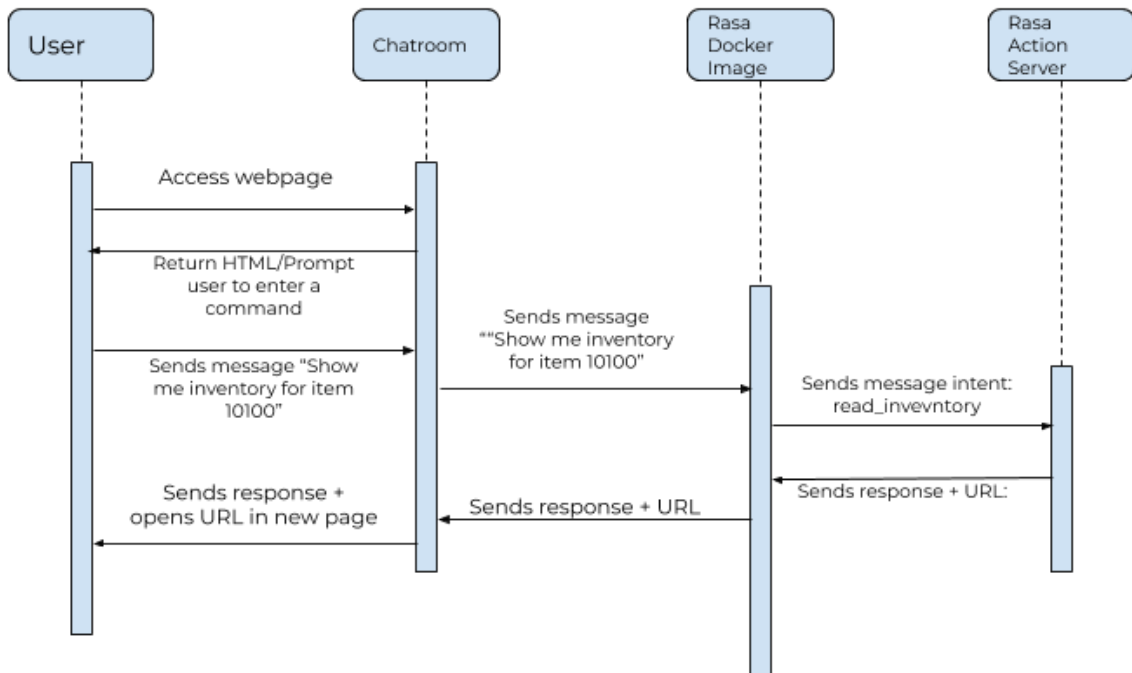 User
Chatroom
Rasa
Docker
Image
Rasa
Action
Server
Access webpage
Return HTML/Prompt
user to enter a
command
Sends message “Show
me inventory for item
10100”
Sends message
““Show me inventory
for item 10100”
Sends message intent:
read_invevntory
Sends response + URL:
Sends response + URL
Sends response +
opens URL in new page